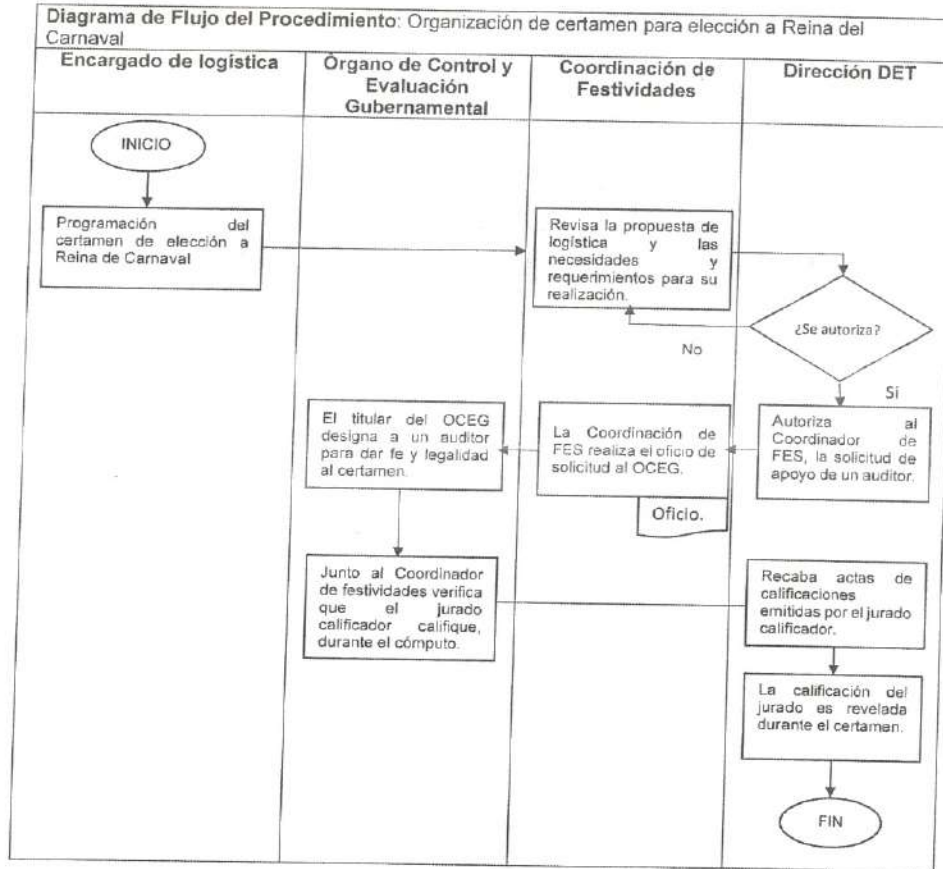 Diagrama de Flujo del Procedimiento: Organización de certamen para elección a Reina del
Carnaval
Encargado de logística
Órgano de Control y
Evaluación
Gubernamental
Coordinación de
Festividades
Dirección DET
INICIO
Programación del
certamen de elección a
Reina de Carnaval
Revisa la propuesta de
logística y las
necesidades y
requerimientos para su
realización.
¿Se autoriza?
No
Sí
Autoriza al
Coordinador de
FES, la solicitud de
apoyo de un auditor.
La Coordinación de
FES realiza el oficio de
solicitud al OCEG.
Oficio.
El titular del OCEG
designa a un auditor
para dar fe y legalidad
al certamen.
Junto al Coordinador
de festividades verifica
que el jurado
calificador califique,
durante el cómputo.
Recaba actas de
calificaciones
emitidas por el jurado
calificador.
La calificación del
jurado es revelada
durante el certamen.
FIN